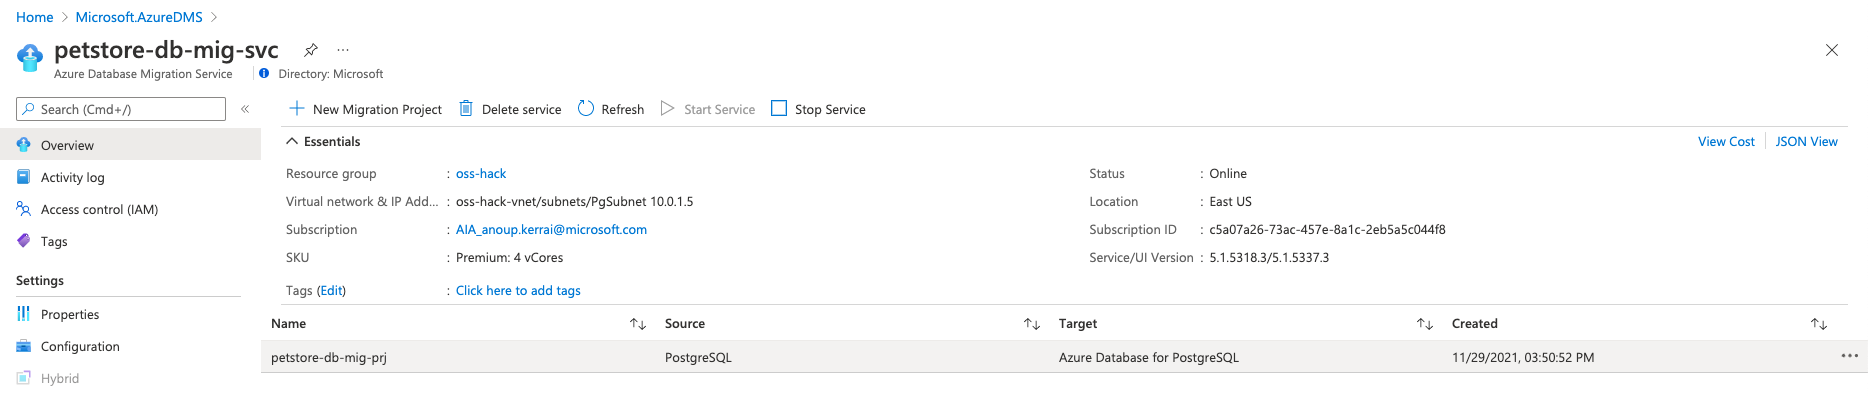 Home > Microsoft.AzureDMS >
petstore-db-mig-svc ...
Azure Database Migration Service Directory: Microsoft
Search (Cmd+/) «
New Migration Project Delete service Refresh Start Service Stop Service
Overview
Activity log
Access control (IAM)
Tags
Settings
Properties
Configuration
Hybrid
Essentials View Cost JSON View
Resource group : oss-hack
Virtual network & IP Add... : oss-hack-vnet/subnets/PgSubnet 10.0.1.5
Subscription : AIA_anoup.kerrai@microsoft.com
SKU : Premium: 4 vCores
Tags (Edit) : Click here to add tags
Status : Online
Location : East US
Subscription ID : c5a07a26-73ac-457e-8a1c-2eb5a5c044f8
Service/UI Version : 5.1.5318.3/5.1.5337.3
Name ↑↓ Source ↑↓ Target ↑↓ Created ↑↓
petstore-db-mig-prj PostgreSQL Azure Database for PostgreSQL 11/29/2021, 03:50:52 PM ...